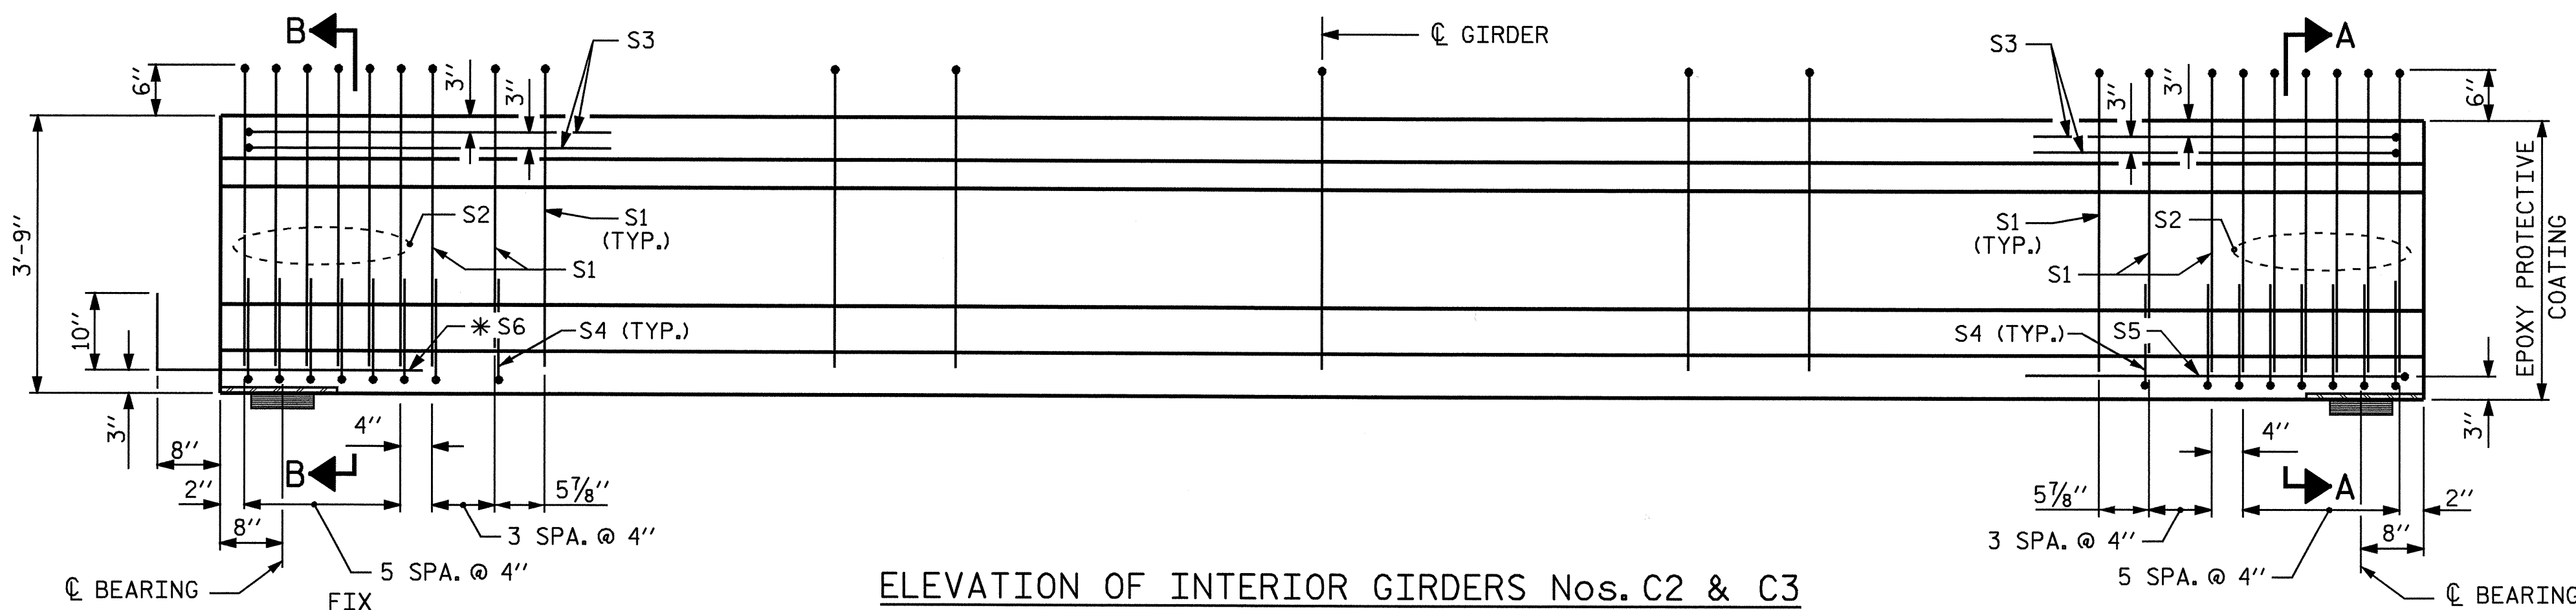 B
S3
℄ GIRDER
S3
A
6″
3″
3″
3″
3″
6″
3′-9″
S2
S1
(TYP.)
S1
S1
(TYP.)
S2
S1
EPOXY PROTECTIVE
COATING
10″
✳ S6
S4 (TYP.)
S4 (TYP.)
S5
3″
4″
4″
3″
8″
B
A
2″
5⅞″
5⅞″
2″
8″
3 SPA. @ 4″
3 SPA. @ 4″
8″
℄ BEARING
5 SPA. @ 4″
FIX
5 SPA. @ 4″
℄ BEARING
ELEVATION OF INTERIOR GIRDERS Nos. C2 & C3